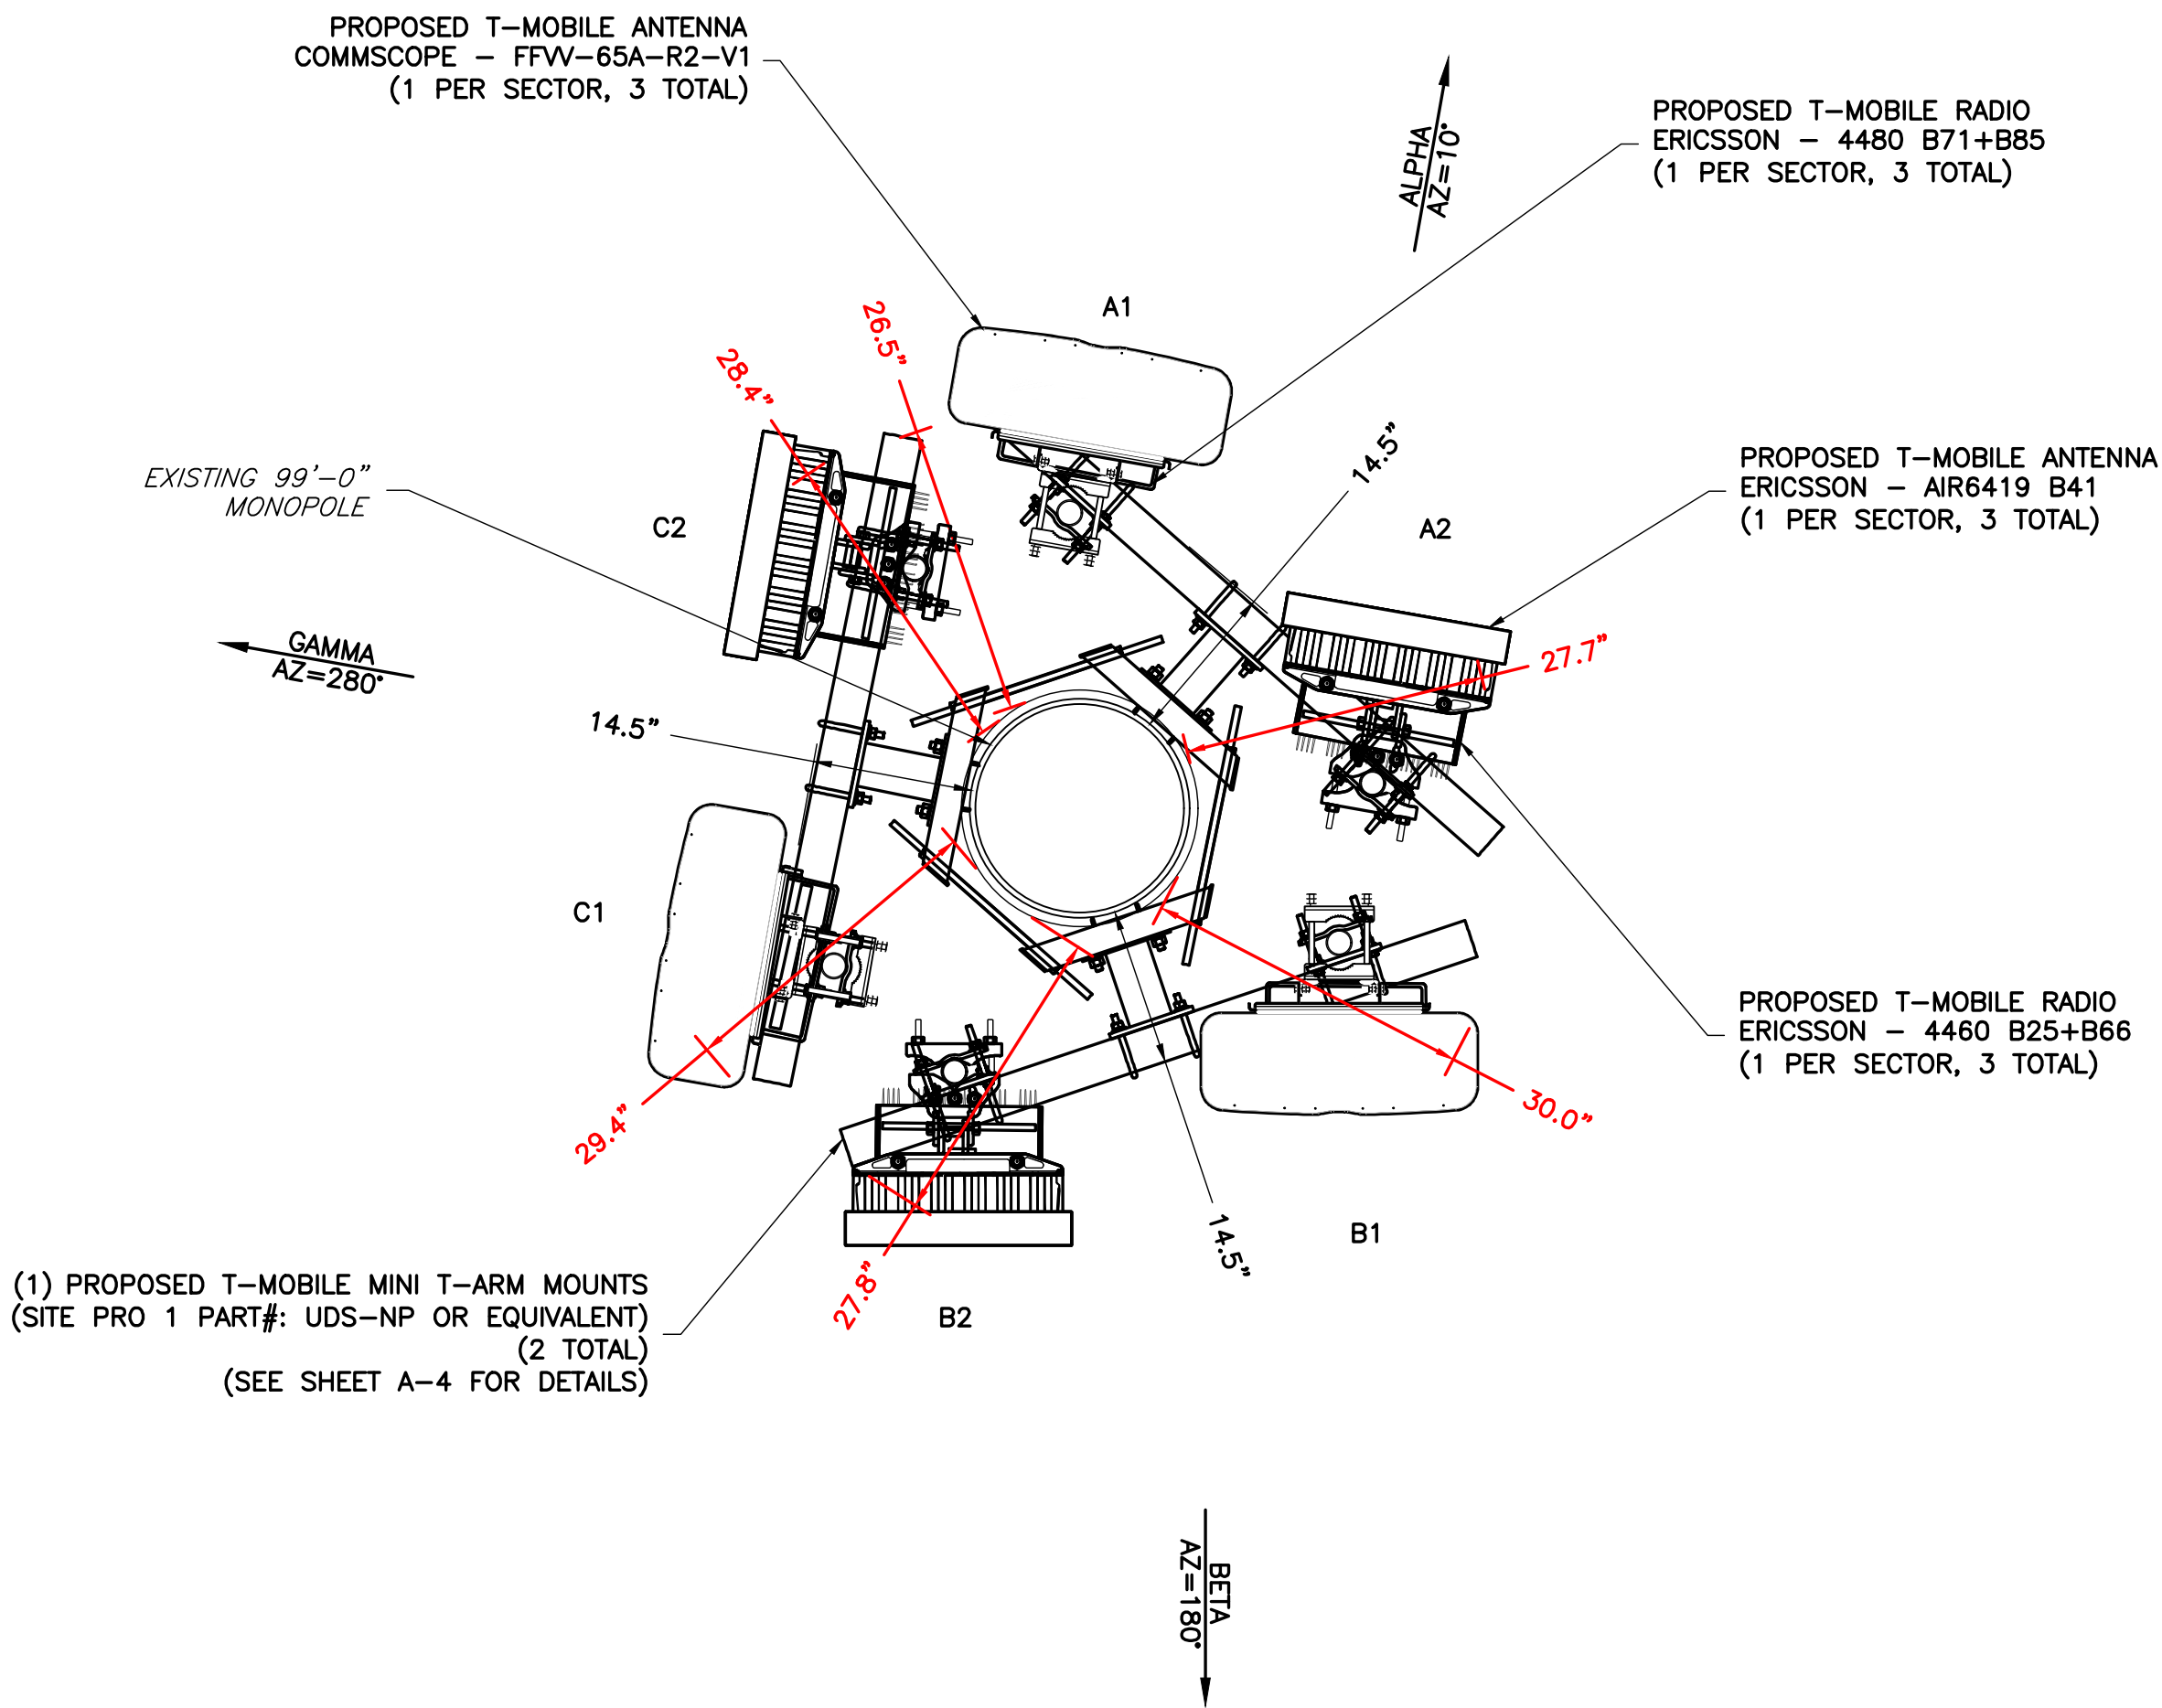 PROPOSED T-MOBILE ANTENNA
COMMSCOPE - FFVV-65A-R2-V1
(1 PER SECTOR, 3 TOTAL)
ALPHA
AZ=10°
PROPOSED T-MOBILE RADIO
ERICSSON - 4480 B71+B85
(1 PER SECTOR, 3 TOTAL)
A1
26.5"
28.4"
14.5"
EXISTING 99'-0"
MONOPOLE
C2
A2
PROPOSED T-MOBILE ANTENNA
ERICSSON - AIR6419 B41
(1 PER SECTOR, 3 TOTAL)
GAMMA
AZ=280°
27.7"
14.5"
C1
PROPOSED T-MOBILE RADIO
ERICSSON - 4460 B25+B66
(1 PER SECTOR, 3 TOTAL)
29.4"
30.0"
14.5"
B1
27.8"
B2
(1) PROPOSED T-MOBILE MINI T-ARM MOUNTS
(SITE PRO 1 PART#: UDS-NP OR EQUIVALENT)
(2 TOTAL)
(SEE SHEET A-4 FOR DETAILS)
BETA
AZ=180°